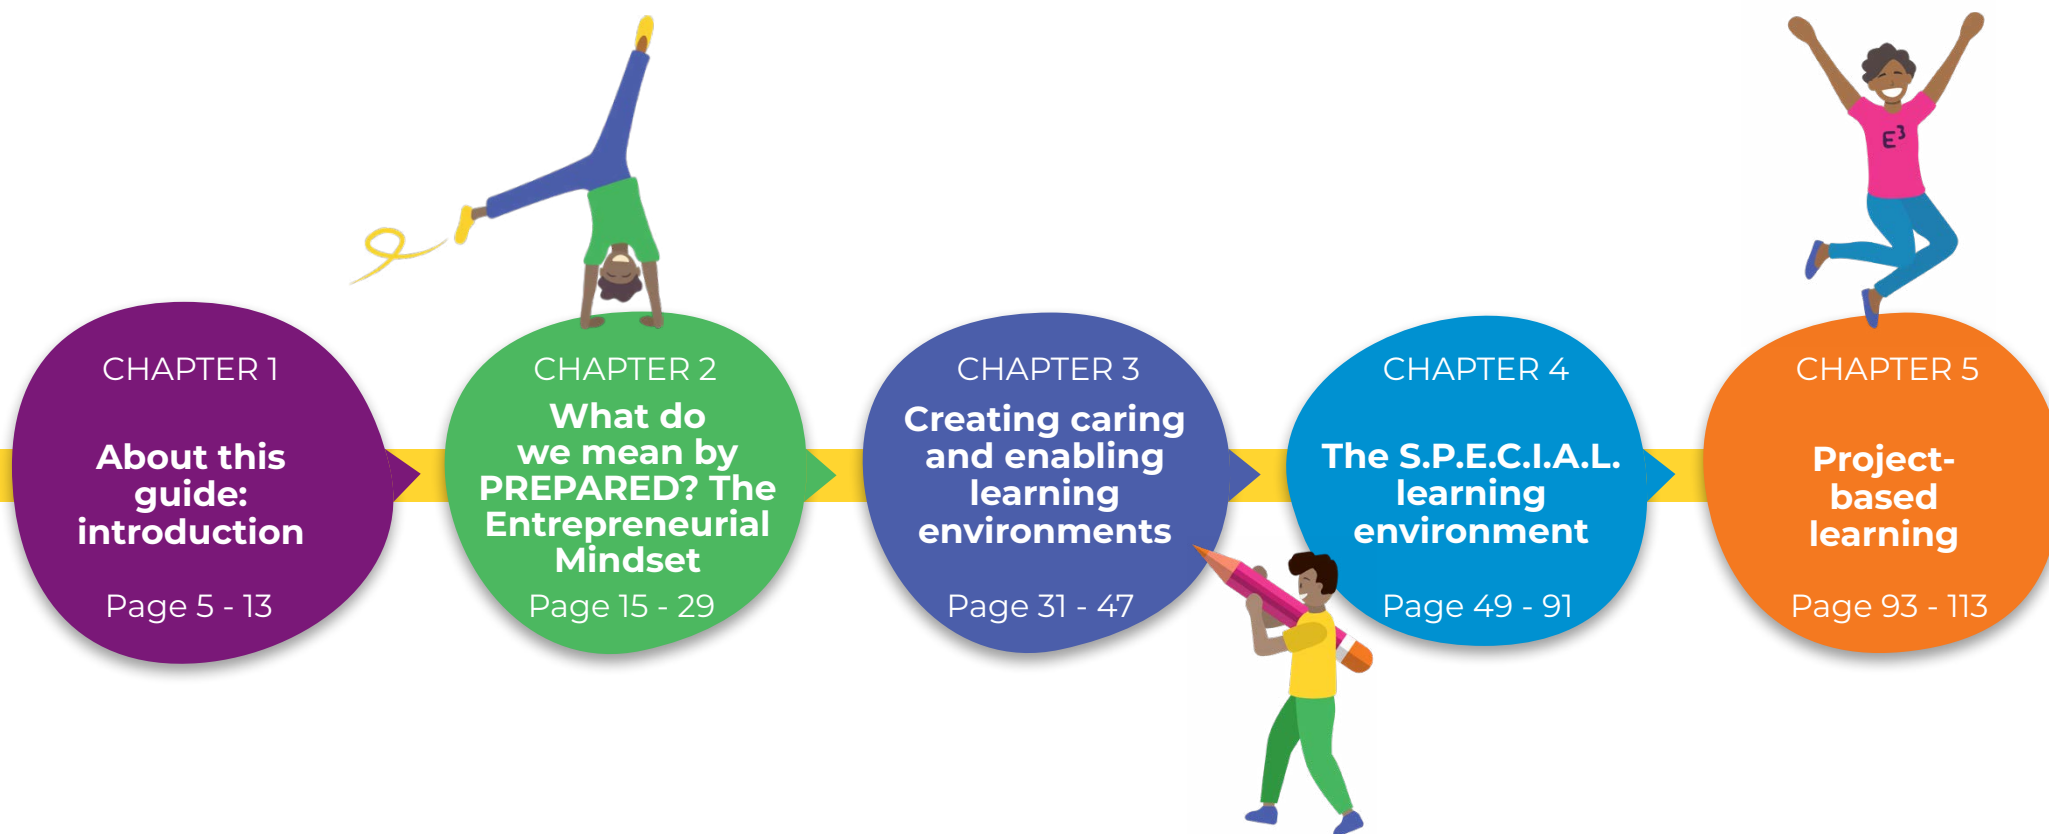 CHAPTER 1
About this
guide:
introduction
Page 5 - 13
CHAPTER 2
What do
we mean by
PREPARED? The
Entrepreneurial
Mindset
Page 15 - 29
CHAPTER 3
Creating caring
and enabling
learning
environments
Page 31 - 47
CHAPTER 4
The S.P.E.C.I.A.L.
learning
environment
Page 49 - 91
E³
CHAPTER 5
Project-
based
learning
Page 93 - 113